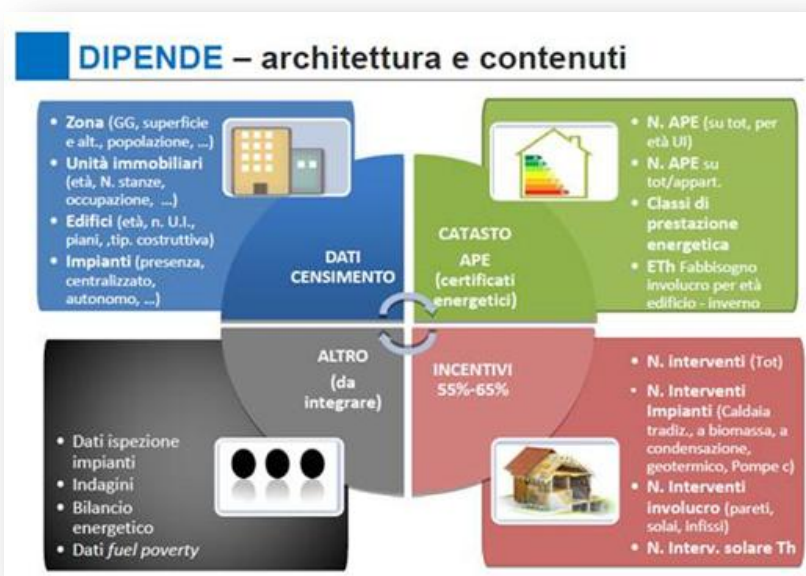 DIPENDE – architettura e contenuti
• Zona (GG, superficie
e alt., popolazione, ...)
• Unità immobiliari
(età, N. stanze,
occupazione, ...)
• Edifici (età, n. U.I.,
piani, ,tip. costruttiva)
• Impianti (presenza,
centralizzato,
autonomo, ...)
DATI
CENSIMENTO
• N. APE (su tot, per
età UI)
• N. APE su
tot/appart.
• Classi di
prestazione
energetica
• ETh Fabbisogno
involucro per età
edificio - inverno
CATASTO
APE
(certificati
energetici)
ALTRO
(da
integrare)
• Dati ispezione
impianti
• Indagini
• Bilancio
energetico
• Dati fuel poverty
INCENTIVI
55%-65%
• N. interventi (Tot)
• N. Interventi
Impianti (Caldaia
tradiz., a biomassa, a
condensazione,
geotermico, Pompe c)
• N. Interventi
involucro (pareti,
solai, infissi)
• N. Interv. solare Th